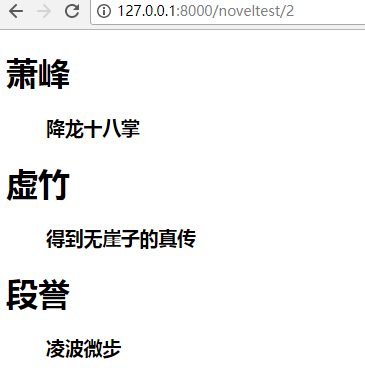 127.0.0.1:8000/noveltest/2
萧峰
降龙十八掌
虚竹
得到无崖子的真传
段誉
凌波微步